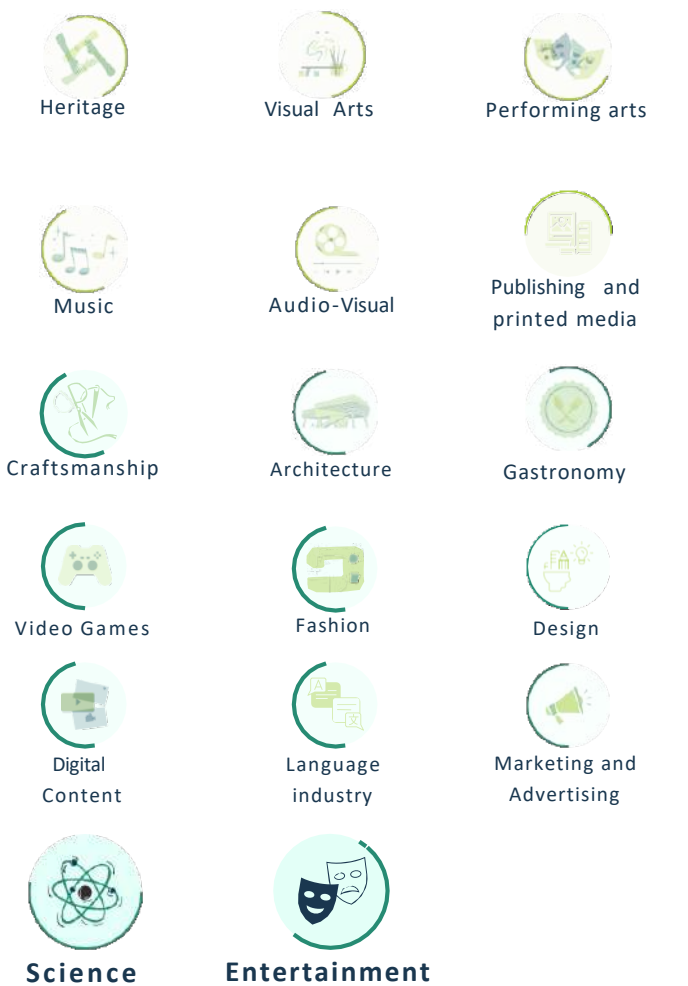 Heritage
Visual Arts
Performing arts
Music
Audio-Visual
Publishing and
printed media
Craftsmanship
Architecture
Gastronomy
Video Games
Fashion
Design
Digital
Content
Language
industry
Marketing and
Advertising
Science
Entertainment